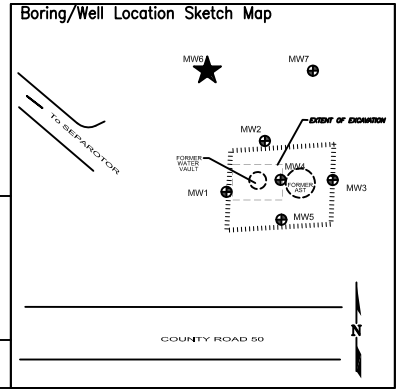 Boring/Well Location Sketch Map
MW6
MW7
To SEPAROTOR
MW2
EXTENT OF EXCAVATION
FORMER
WATER
VAULT
MW4
FORMER
AST
MW1
MW3
MW5
N
COUNTY ROAD 50